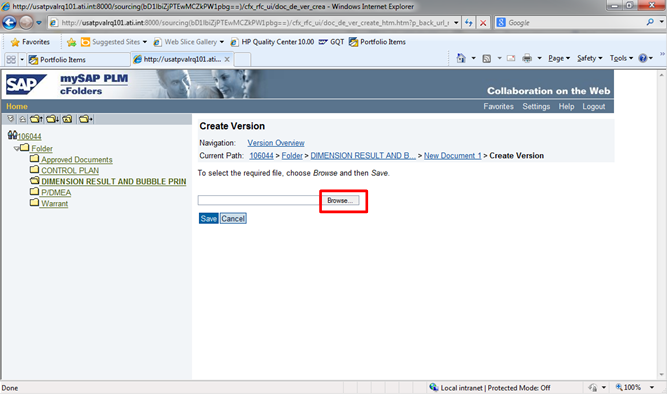 http://usatpvalrq101.ati.int:8000/sourcing(bD1lbiZjPTEwMCZkPW1pbg==)/cfx_rfc_ui/doc_de_ver_crea - Windows Internet Explorer
http://usatpvalrq101.ati.int:8000/sourcing(bD1lbiZjPTEwMCZkPW1pbg==)/cfx_rfc_ui/doc_de_ver_create_htm.htm?p_back_url_
Google
Favorites
Suggested Sites
Web Slice Gallery
HP Quality Center 10.00
GQT
Portfolio Items
Portfolio Items
http://usatpvalrq101.ati...
Page
Safety
Tools
SAP
mySAP PLM
cFolders
Collaboration on the Web
Home
Favorites
Settings
Help
Logout
106044
Folder
Approved Documents
CONTROL PLAN
DIMENSION RESULT AND BUBBLE PRIN
P/DMEA
Warrant
Create Version
Navigation: Version Overview
Current Path: 106044 > Folder > DIMENSION RESULT AND B... > New Document 1 > Create Version
To select the required file, choose Browse and then Save.
Browse...
Save Cancel
Done
Local intranet | Protected Mode: Off
100%